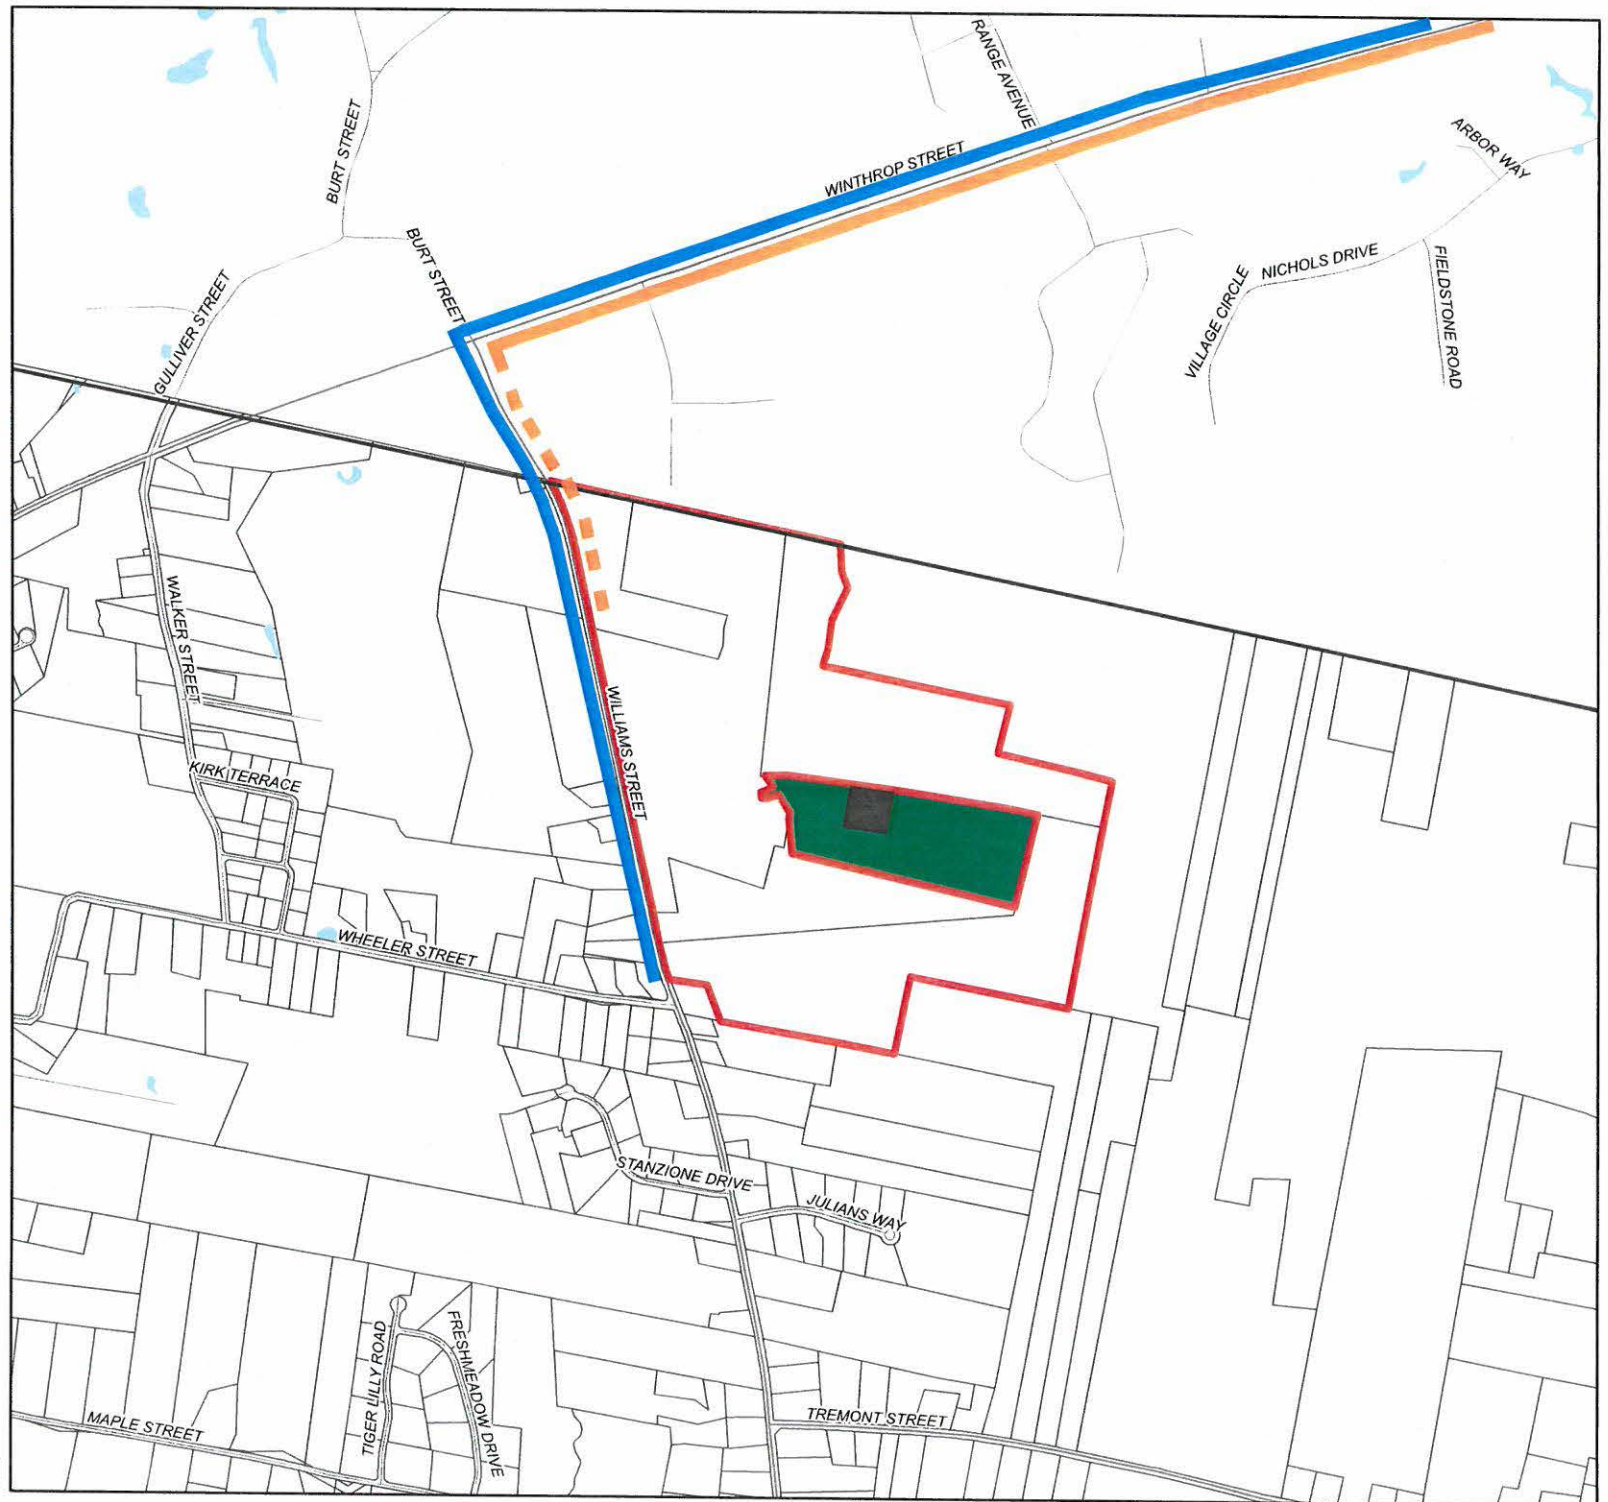 RANGE AVENUE
BURT STREET
ARBOR WAY
WINTHROP STREET
BURT STREET
NICHOLS DRIVE
FIELDSTONE ROAD
VILLAGE CIRCLE
GULLIVER STREET
WALKER STREET
WILLIAMS STREET
KIRK TERRACE
WHEELER STREET
STANZIONE DRIVE
JULIANS WAY
TIGER LILLY ROAD
FRESHMEADOW DRIVE
MAPLE STREET
TREMONT STREET